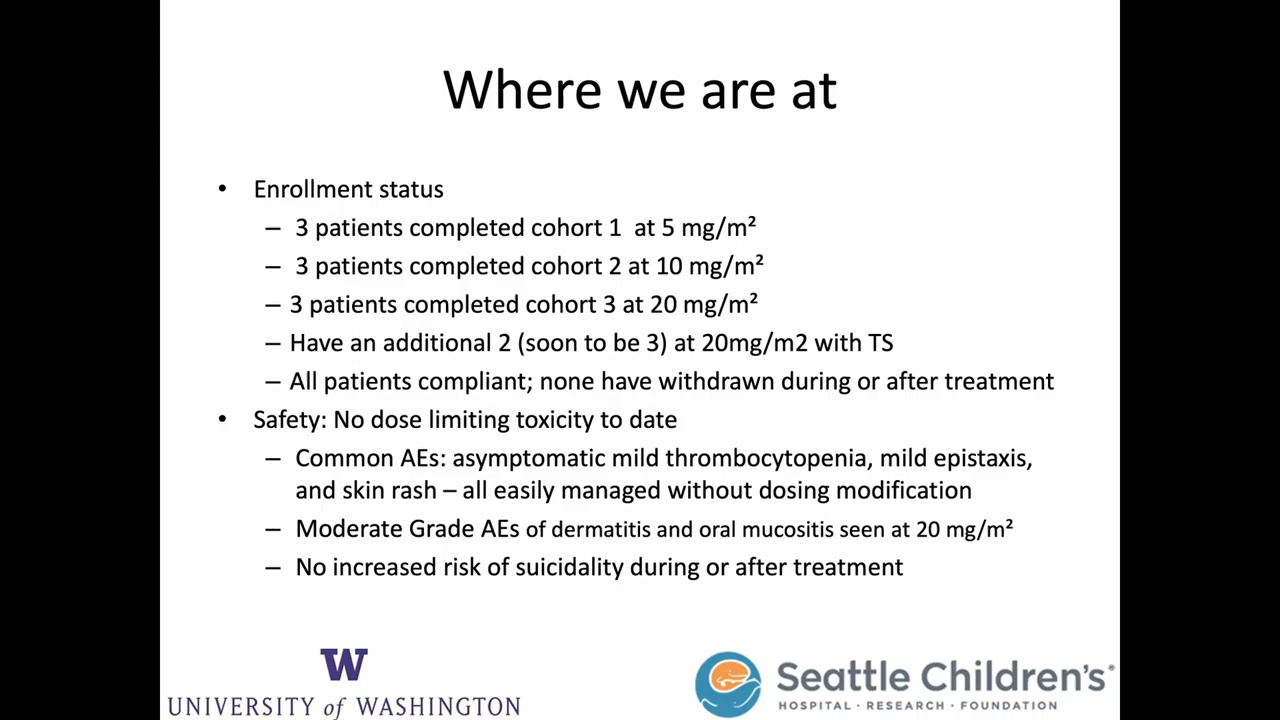 Where we are at
• Enrollment status
– 3 patients completed cohort 1  at 5 mg/m²
– 3 patients completed cohort 2 at 10 mg/m²
– 3 patients completed cohort 3 at 20 mg/m²
– Have an additional 2 (soon to be 3) at 20mg/m2 with TS
– All patients compliant; none have withdrawn during or after treatment
• Safety: No dose limiting toxicity to date
– Common AEs: asymptomatic mild thrombocytopenia, mild epistaxis,
and skin rash – all easily managed without dosing modification
– Moderate Grade AEs of dermatitis and oral mucositis seen at 20 mg/m²
– No increased risk of suicidality during or after treatment
W
UNIVERSITY of WASHINGTON
Seattle Children's®
HOSPITAL · RESEARCH · FOUNDATION